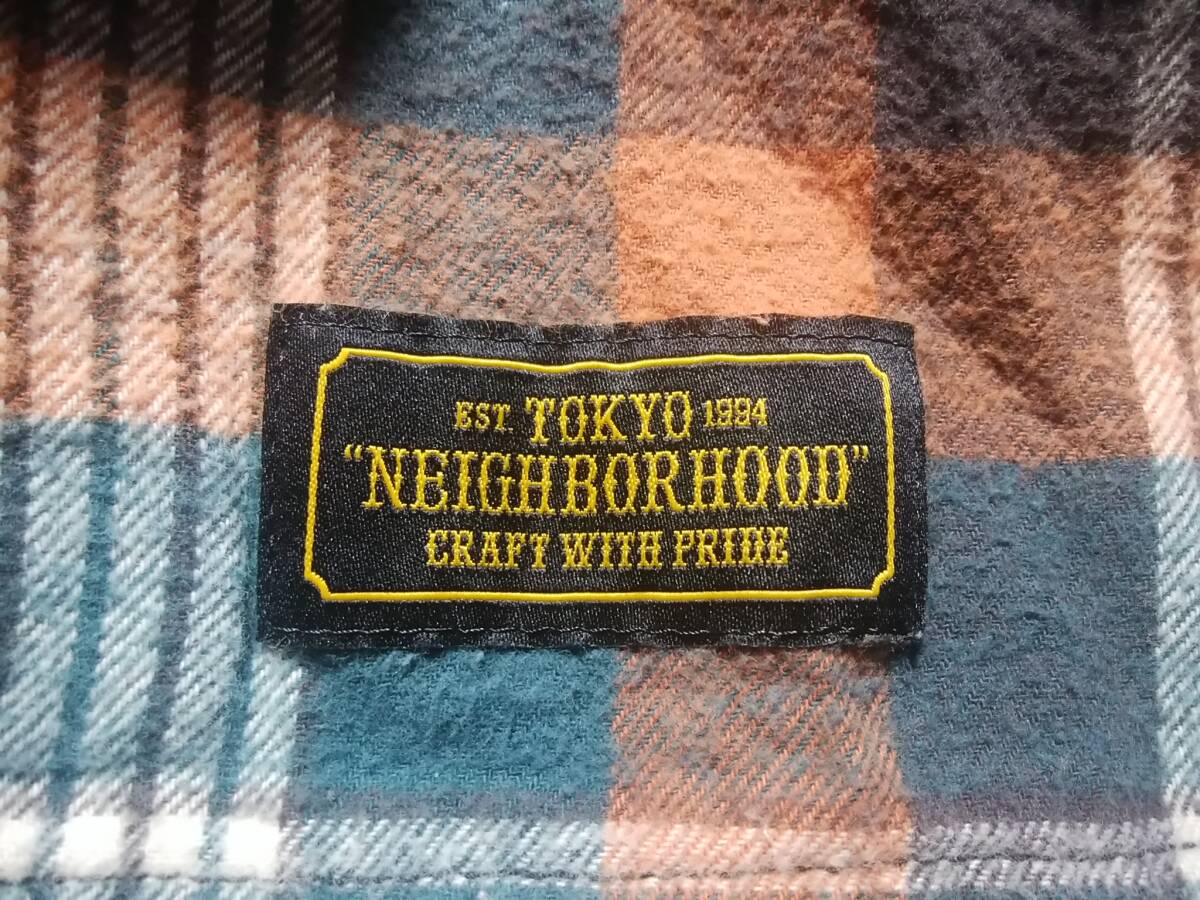 EST. TOKYO 1994
“NEIGHBORHOOD”
CRAFT WITH PRIDE